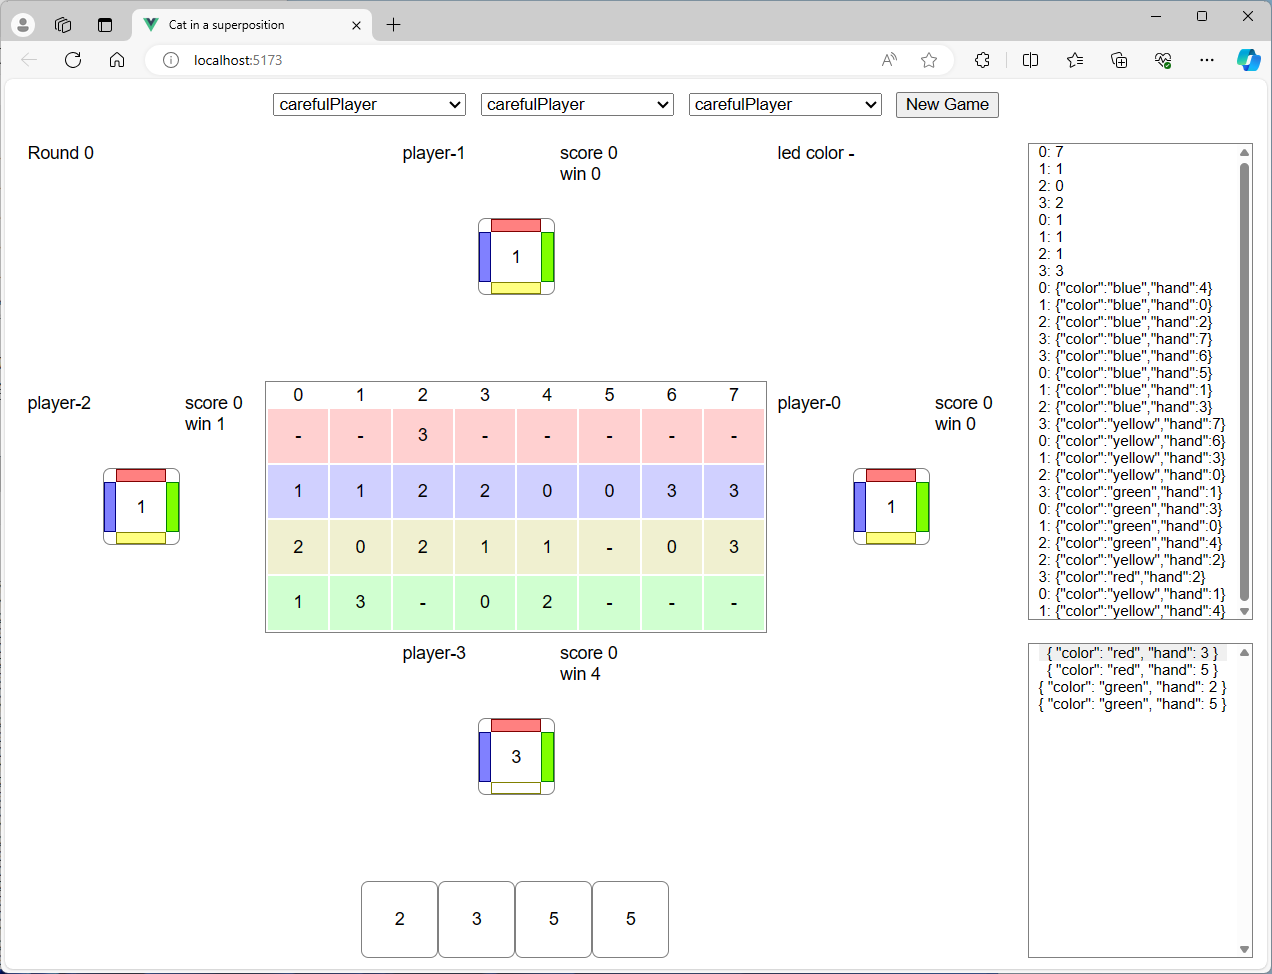 Cat in a superposition
localhost:5173
carefulPlayer carefulPlayer carefulPlayer New Game
Round 0
player-1 score 0
win 0
led color -
1
player-2 score 0
win 1
1
0 1 2 3 4 5 6 7
- - 3 - - - - -
1 1 2 2 0 0 3 3
2 0 2 1 1 - 0 3
1 3 - 0 2 - - -
player-0 score 0
win 0
1
player-3 score 0
win 4
3
2 3 5 5
0: 7
1: 1
2: 0
3: 2
0: 1
1: 1
2: 1
3: 3
0: {"color":"blue","hand":4}
1: {"color":"blue","hand":0}
2: {"color":"blue","hand":2}
3: {"color":"blue","hand":7}
3: {"color":"blue","hand":6}
0: {"color":"blue","hand":5}
1: {"color":"blue","hand":1}
2: {"color":"blue","hand":3}
3: {"color":"yellow","hand":7}
0: {"color":"yellow","hand":6}
1: {"color":"yellow","hand":3}
2: {"color":"yellow","hand":0}
3: {"color":"green","hand":1}
0: {"color":"green","hand":3}
1: {"color":"green","hand":0}
2: {"color":"green","hand":4}
2: {"color":"yellow","hand":2}
3: {"color":"red","hand":2}
0: {"color":"yellow","hand":1}
1: {"color":"yellow","hand":4}
{ "color": "red", "hand": 3 }
{ "color": "red", "hand": 5 }
{ "color": "green", "hand": 2 }
{ "color": "green", "hand": 5 }